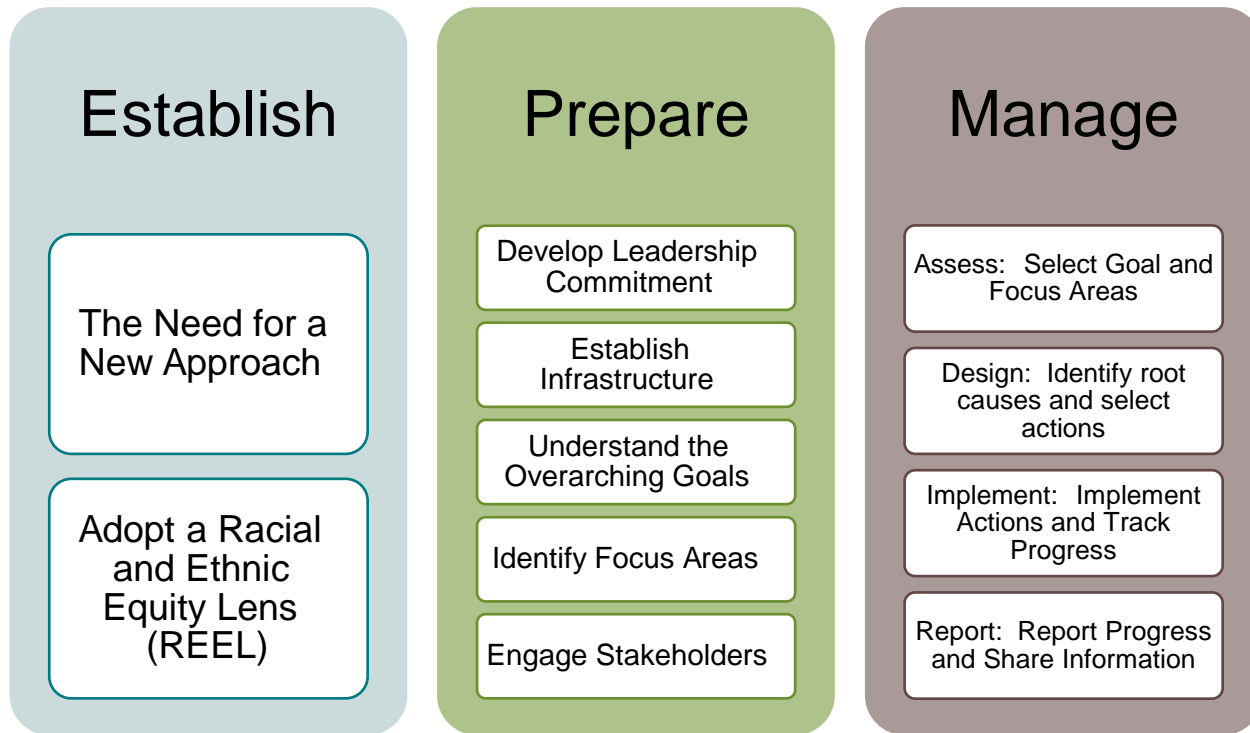 Establish
The Need for a
New Approach
Adopt a Racial
and Ethnic
Equity Lens
(REEL)
Prepare
Develop Leadership
Commitment
Establish
Infrastructure
Understand the
Overarching Goals
Identify Focus Areas
Engage Stakeholders
Manage
Assess:  Select Goal and
Focus Areas
Design:  Identify root
causes and select
actions
Implement:  Implement
Actions and Track
Progress
Report:  Report Progress
and Share Information